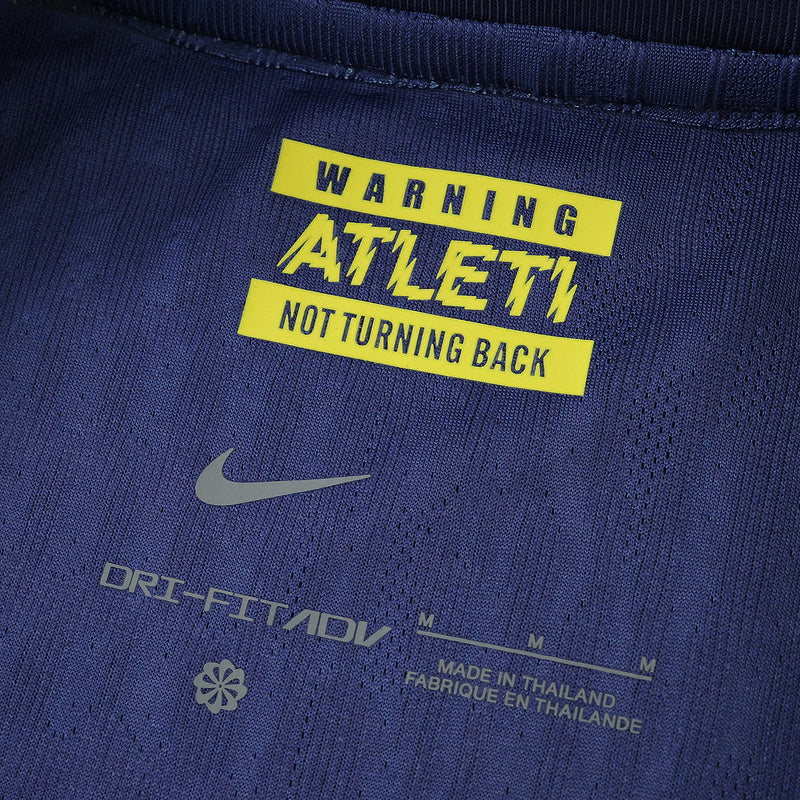 WARNING
ATLETI
NOT TURNING BACK
DRI-FIT ADV
M M M
MADE IN THAILAND
FABRIQUE EN THAILANDE